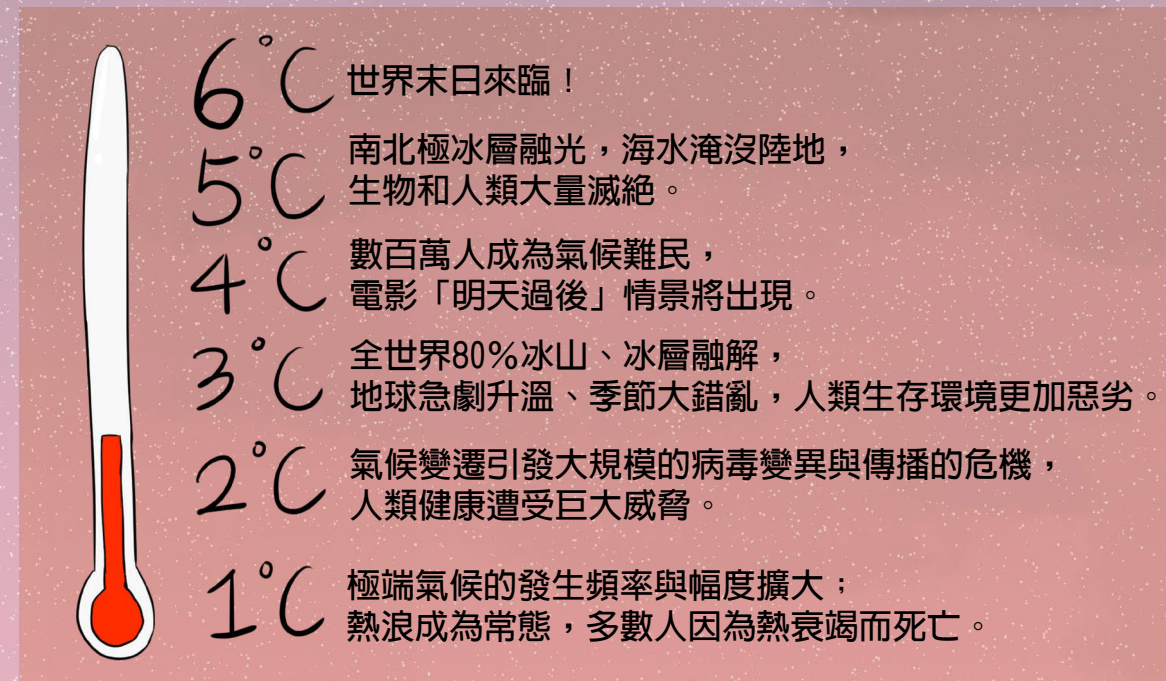 6°C 世界末日來臨！
5°C 南北極冰層融光，海水淹沒陸地，
生物和人類大量滅絕。
4°C 數百萬人成為氣候難民，
電影「明天過後」情景將出現。
3°C 全世界80%冰山、冰層融解，
地球急劇升溫、季節大錯亂，人類生存環境更加惡劣。
2°C 氣候變遷引發大規模的病毒變異與傳播的危機，
人類健康遭受巨大威脅。
1°C 極端氣候的發生頻率與幅度擴大；
熱浪成為常態，多數人因為熱衰竭而死亡。